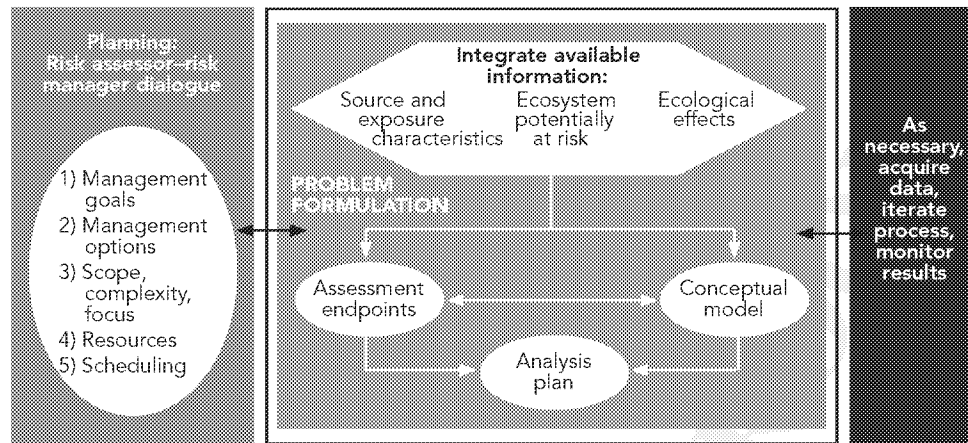 Planning:
Risk assessor–risk
manager dialogue
1) Management
goals
2) Management
options
3) Scope,
complexity,
focus
4) Resources
5) Scheduling
Integrate available
information:
Source and
exposure
characteristics
Ecosystem
potentially
at risk
Ecological
effects
PROBLEM
FORMULATION
Assessment
endpoints
Conceptual
model
Analysis
plan
As
necessary,
acquire
data,
iterate
process,
monitor
results